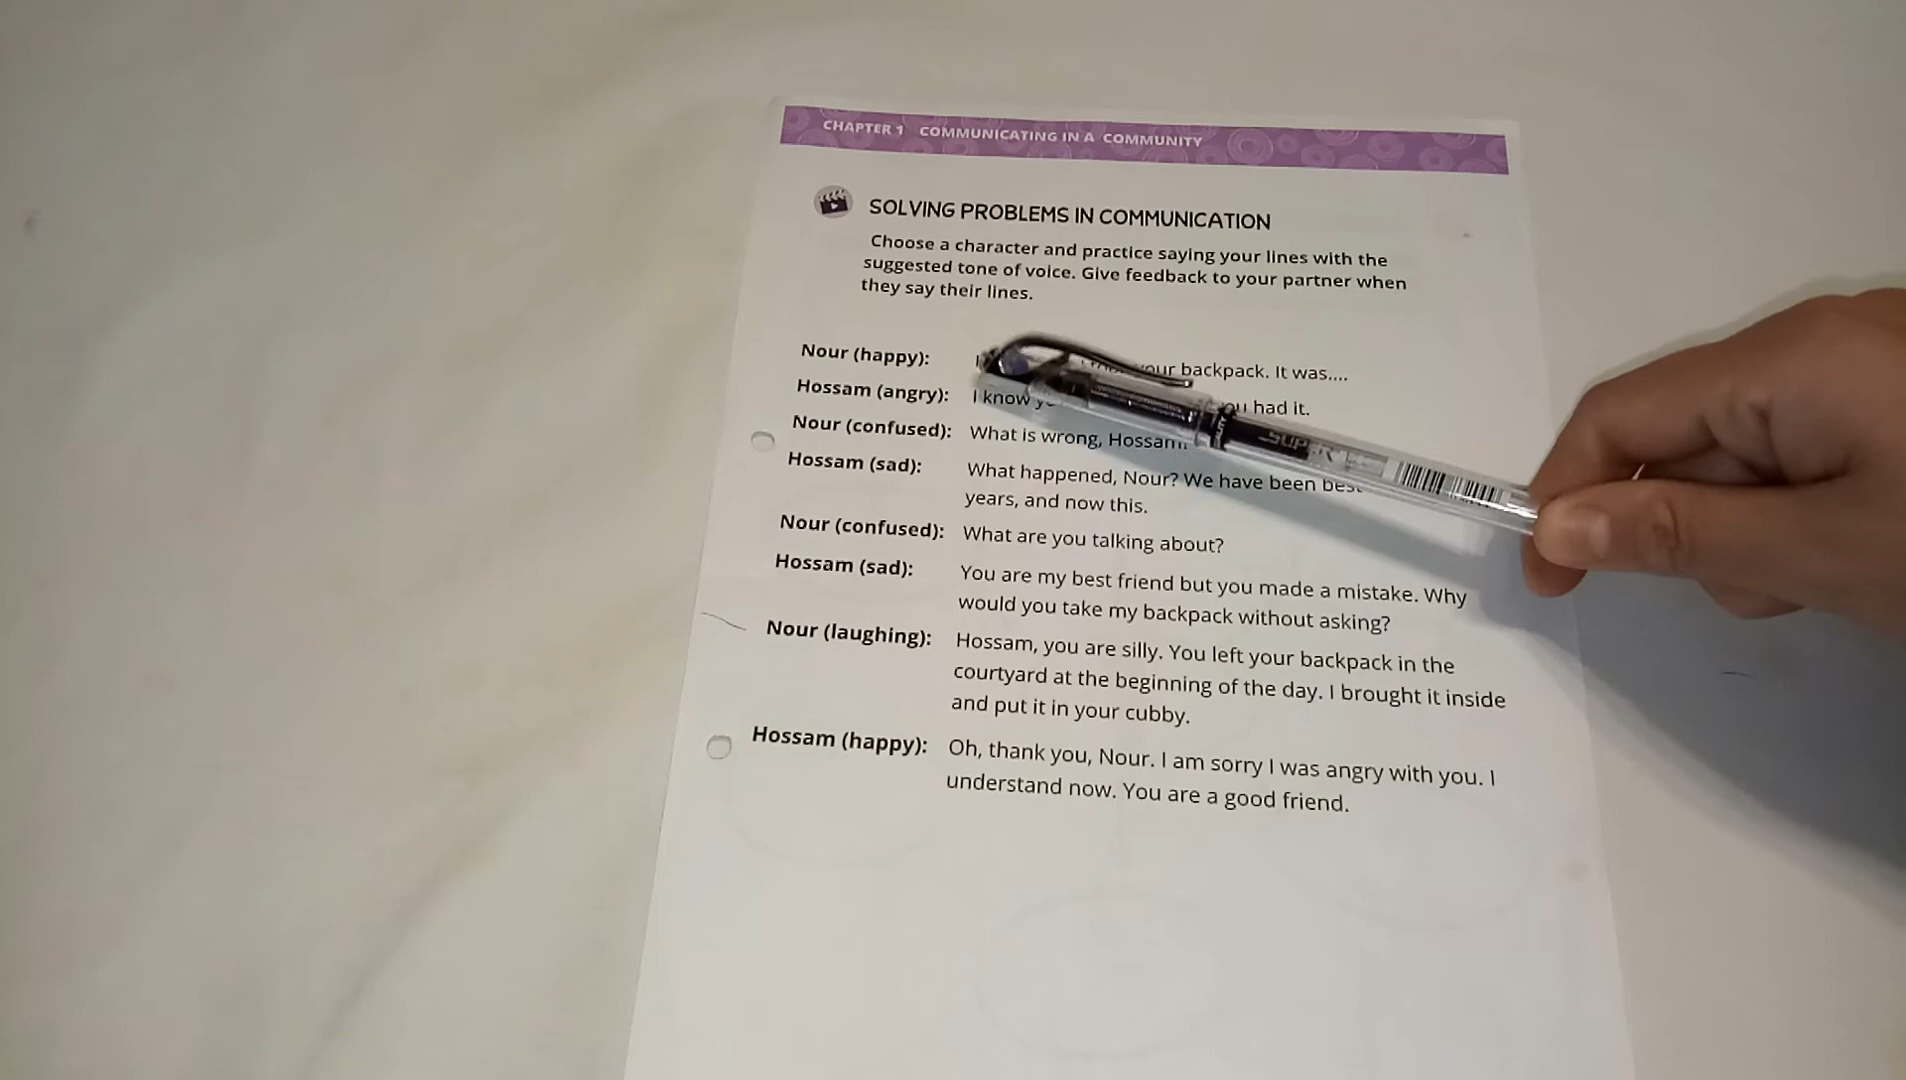 CHAPTER 1 COMMUNICATING IN A COMMUNITY
SOLVING PROBLEMS IN COMMUNICATION
Choose a character and practice saying your lines with the
suggested tone of voice. Give feedback to your partner when
they say their lines.
Nour (happy): your backpack. It was....
Hossam (angry): I know you had it.
Nour (confused): What is wrong, Hossam
Hossam (sad): What happened, Nour? We have been best
years, and now this.
Nour (confused): What are you talking about?
Hossam (sad): You are my best friend but you made a mistake. Why
would you take my backpack without asking?
Nour (laughing): Hossam, you are silly. You left your backpack in the
courtyard at the beginning of the day. I brought it inside
and put it in your cubby.
Hossam (happy): Oh, thank you, Nour. I am sorry I was angry with you. I
understand now. You are a good friend.
SUPER